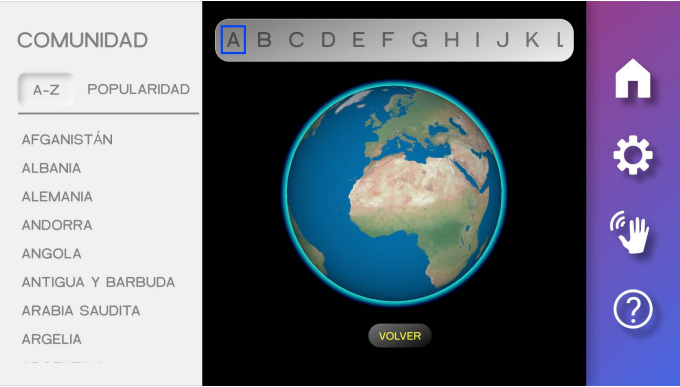 COMUNIDAD
A-Z POPULARIDAD
AFGANISTÁN
ALBANIA
ALEMANIA
ANDORRA
ANGOLA
ANTIGUA Y BARBUDA
ARABIA SAUDITA
ARGELIA
A B C D E F G H I J K L
VOLVER
?